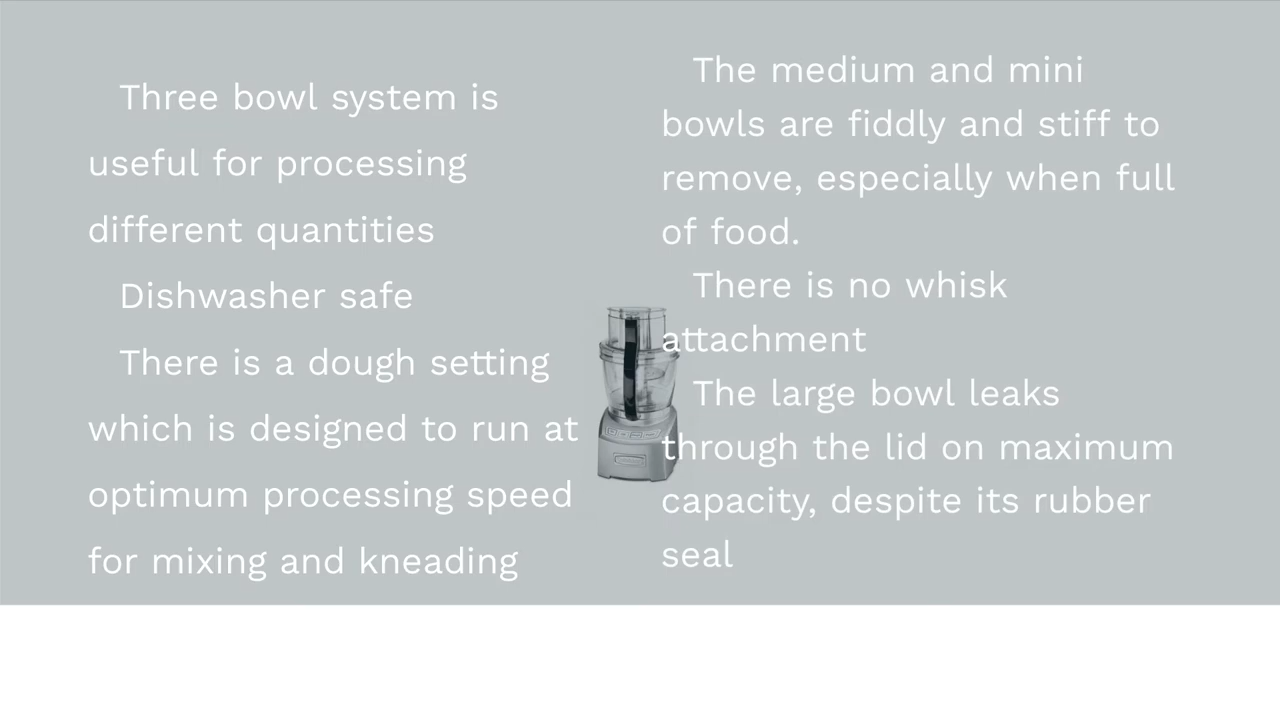 Three bowl system is
useful for processing
different quantities
Dishwasher safe
There is a dough setting
which is designed to run at
optimum processing speed
for mixing and kneading
The medium and mini
bowls are fiddly and stiff to
remove, especially when full
of food.
There is no whisk
attachment
The large bowl leaks
through the lid on maximum
capacity, despite its rubber
seal